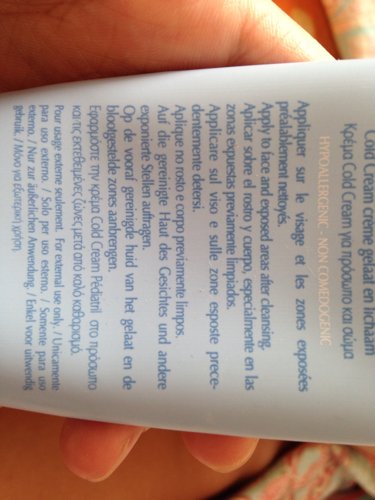 Cold Cream crème gelaat en lichaam
Κρέμα Cold Cream για πρόσωπο και σώμα
HYPOALLERGENIC - NON COMEDOGENIC
Appliquer sur le visage et les zones exposées
préalablement nettoyés.
Apply to face and exposed areas after cleansing.
Aplicar sobre el rostro y cuerpo, especialmente en las
zonas expuestas previamente limpiados.
Applicare sul viso e sulle zone esposte prece-
dentemente detersi.
Aplique no rosto e corpo previamente limpos.
Auf die gereinigte Haut des Gesichtes und andere
exponierte Stellen auftragen.
Op de vooraf gereinigde huid van het gelaat en de
blootgestelde zones aanbrengen.
Εφαρμόστε την κρέμα Cold Cream Pédiatril στο πρόσωπο
και τις εκτεθειμένες ζώνες μετά από καλό καθαρισμό.
Pour usage externe seulement. For external use only. / Unicamente
para uso externo. / Solo per uso esterno. / Somente para uso
externo. / Nur zur äußerlichen Anwendung. / Enkel voor uitwendig
gebruik. / Μόνο για εξωτερική χρήση.